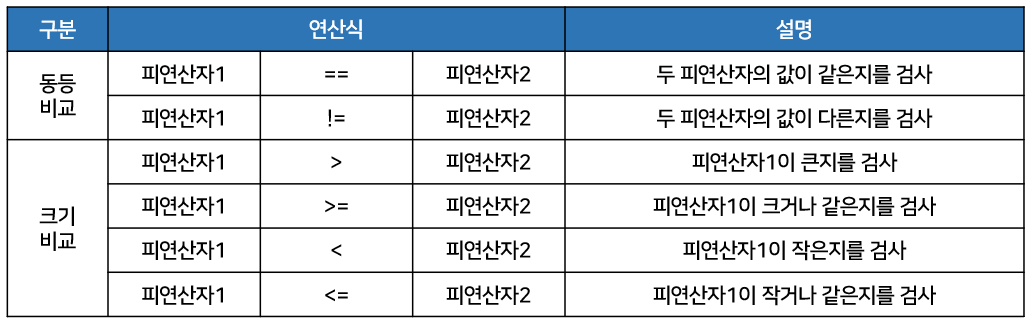 구분 연산식 설명
동등
비교
피연산자1 == 피연산자2 두 피연산자의 값이 같은지를 검사
피연산자1 != 피연산자2 두 피연산자의 값이 다른지를 검사
크기
비교
피연산자1 > 피연산자2 피연산자1이 큰지를 검사
피연산자1 >= 피연산자2 피연산자1이 크거나 같은지를 검사
피연산자1 < 피연산자2 피연산자1이 작은지를 검사
피연산자1 <= 피연산자2 피연산자1이 작거나 같은지를 검사